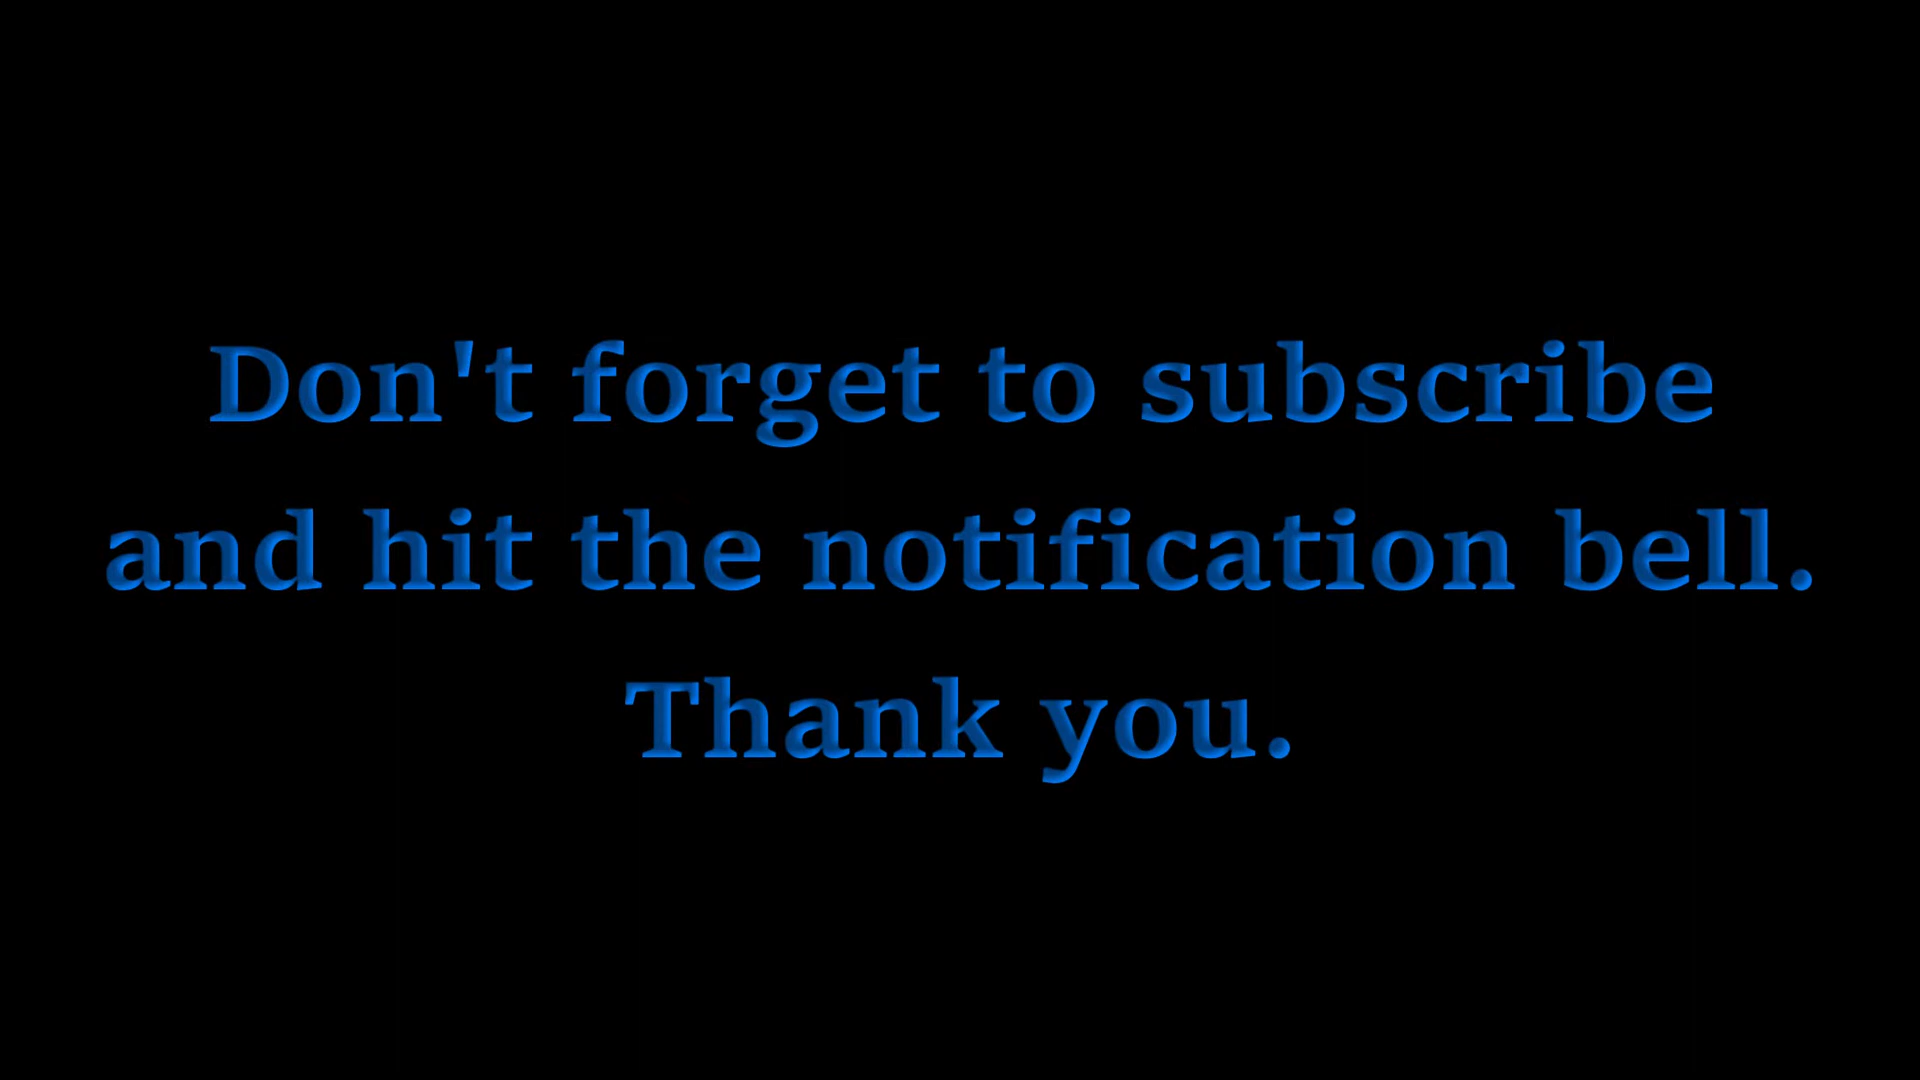 Don't forget to subscribe
and hit the notification bell.
Thank you.